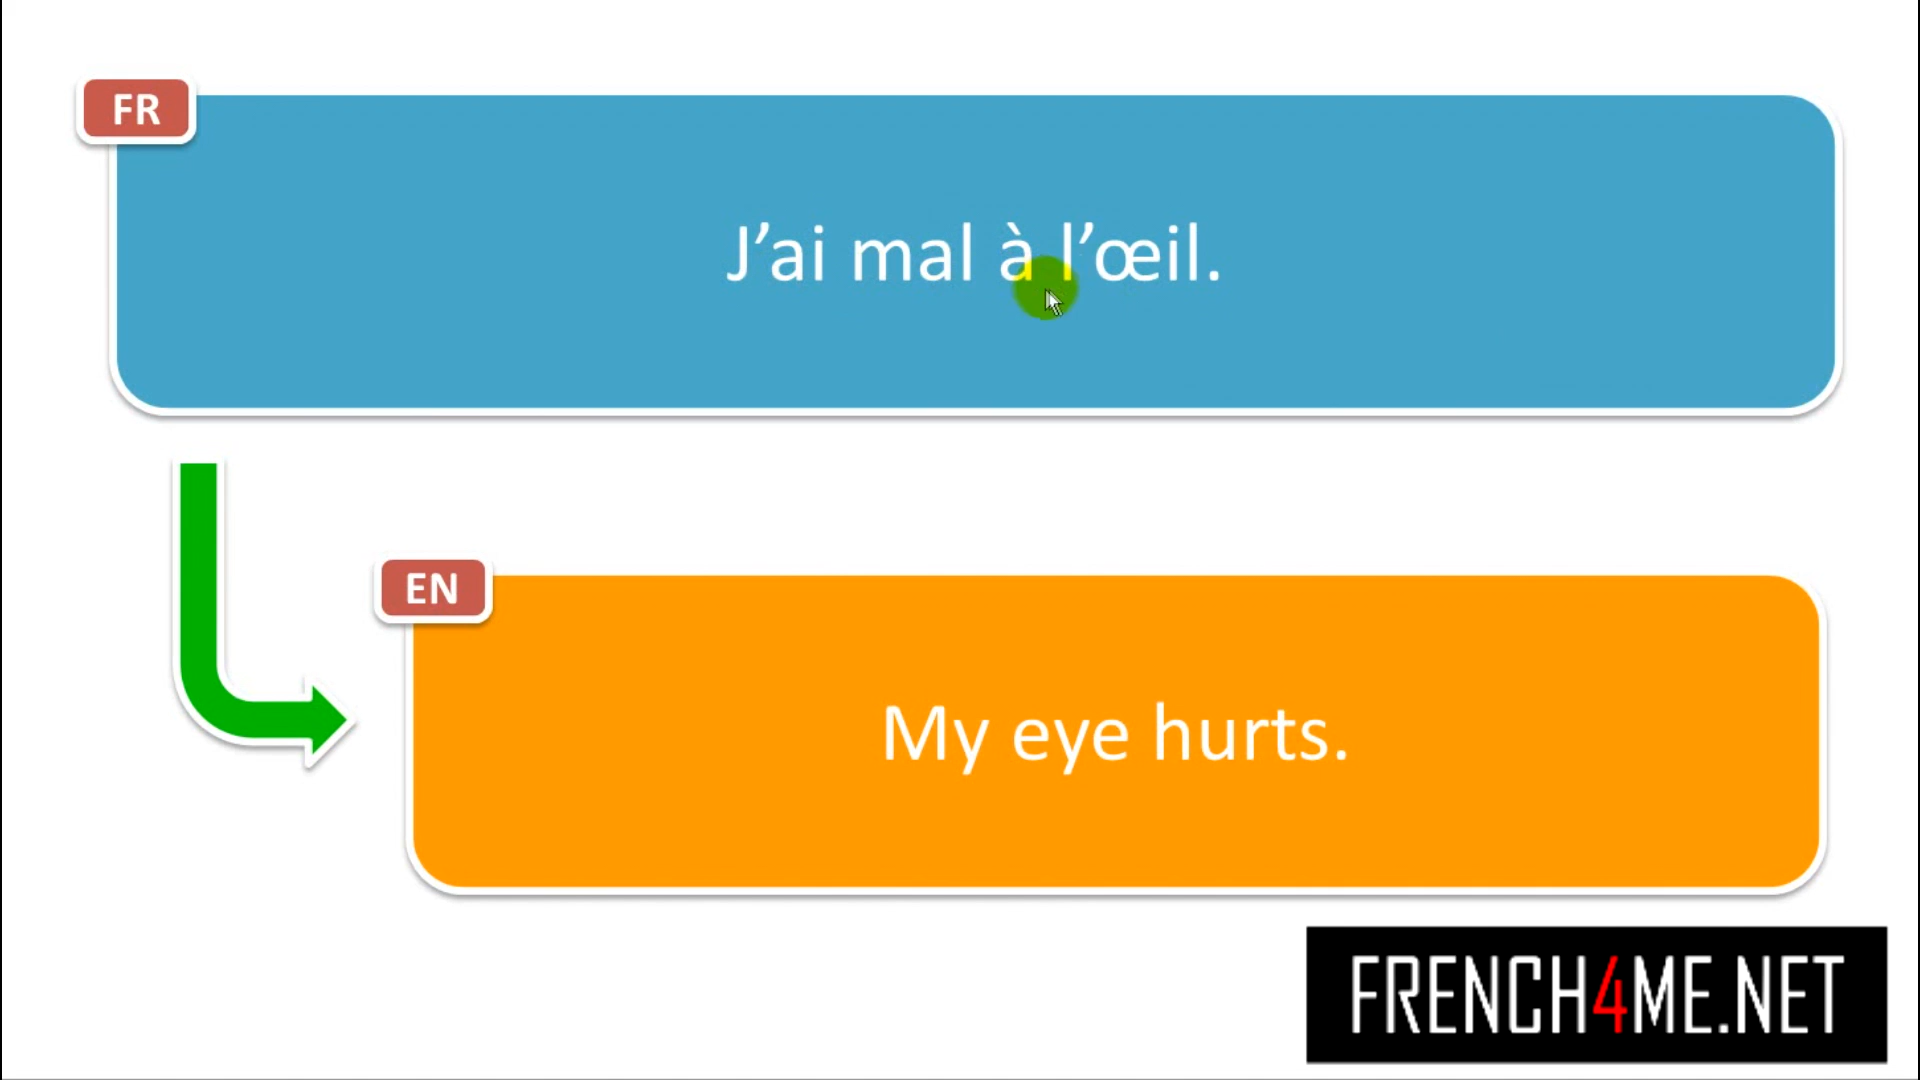 FR
J’ai mal à l’œil.
EN
My eye hurts.
FRENCH4ME.NET